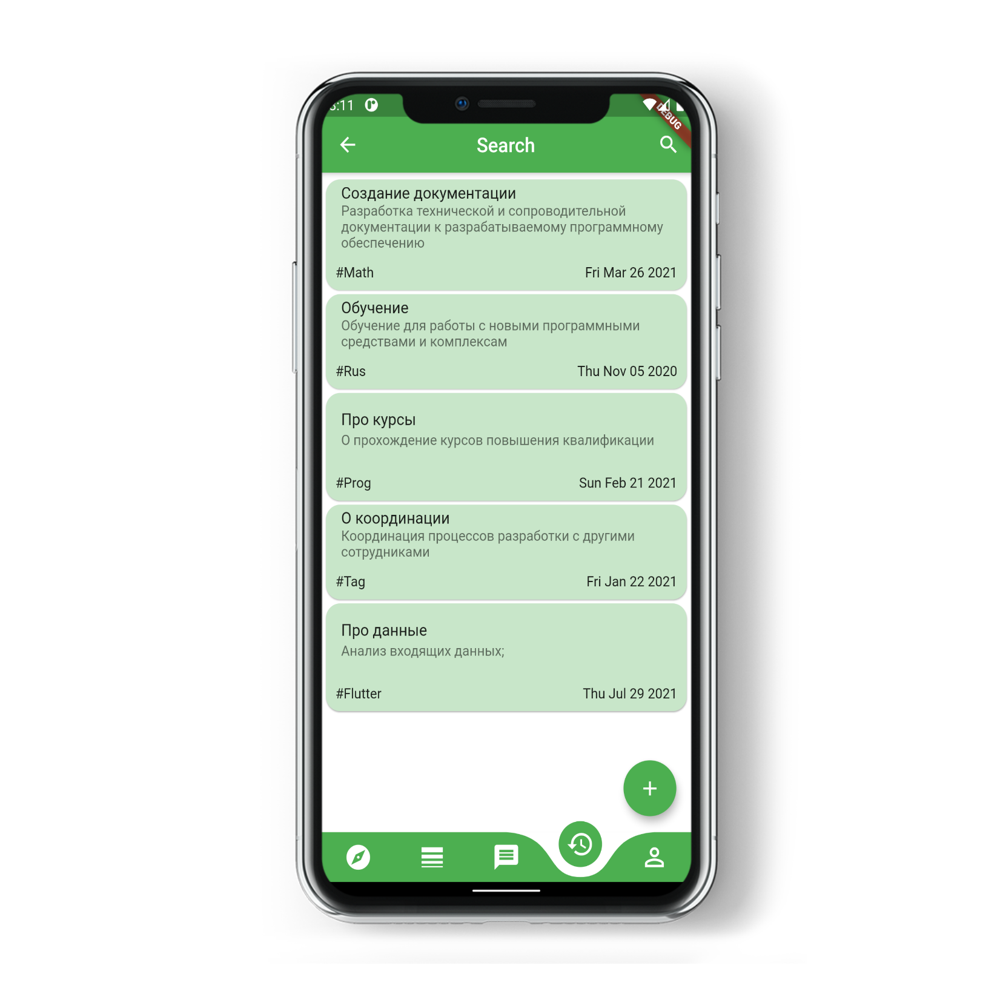 :11
DEBUG
Search
Создание документации
Разработка технической и сопроводительной
документации к разрабатываемому программному
обеспечению
#Math Fri Mar 26 2021
Обучение
Обучение для работы с новыми программными
средствами и комплексам
#Rus Thu Nov 05 2020
Про курсы
О прохождение курсов повышения квалификации
#Prog Sun Feb 21 2021
О координации
Координация процессов разработки с другими
сотрудниками
#Tag Fri Jan 22 2021
Про данные
Анализ входящих данных;
#Flutter Thu Jul 29 2021